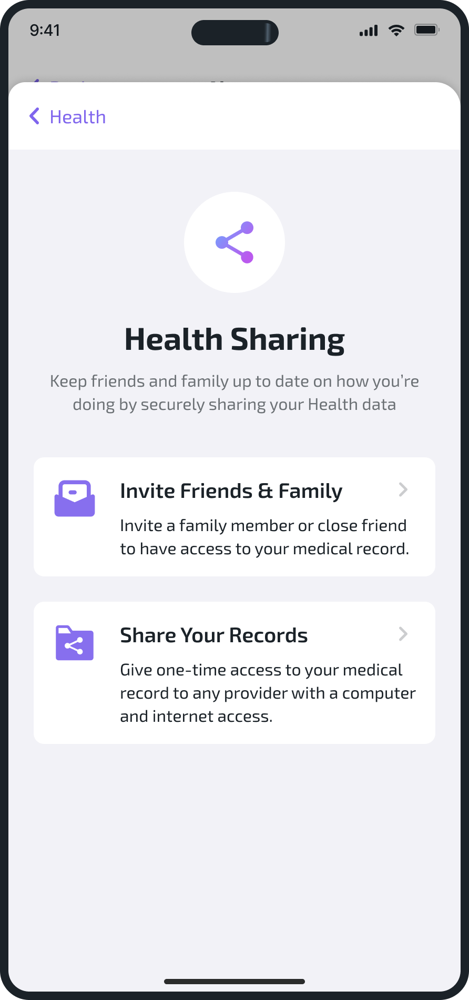 9:41
Health
Health Sharing
Keep friends and family up to date on how you’re
doing by securely sharing your Health data
Invite Friends & Family
Invite a family member or close friend
to have access to your medical record.
Share Your Records
Give one-time access to your medical
record to any provider with a computer
and internet access.